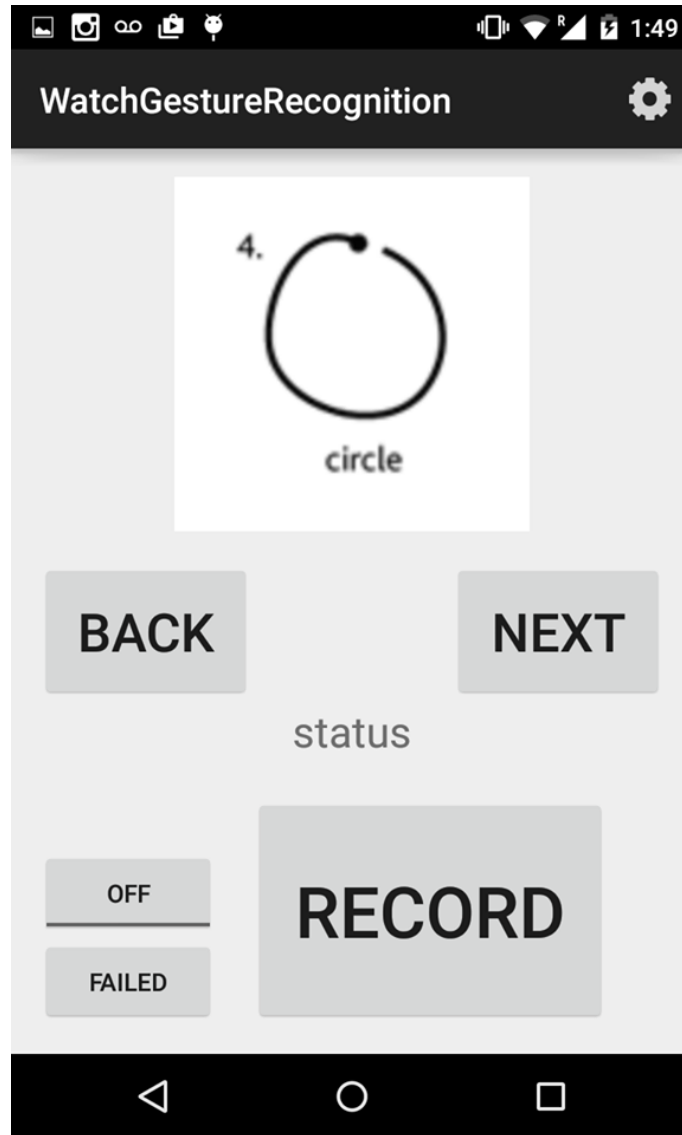 R 1:49
WatchGestureRecognition
4.
circle
BACK NEXT
status
OFF
RECORD
FAILED